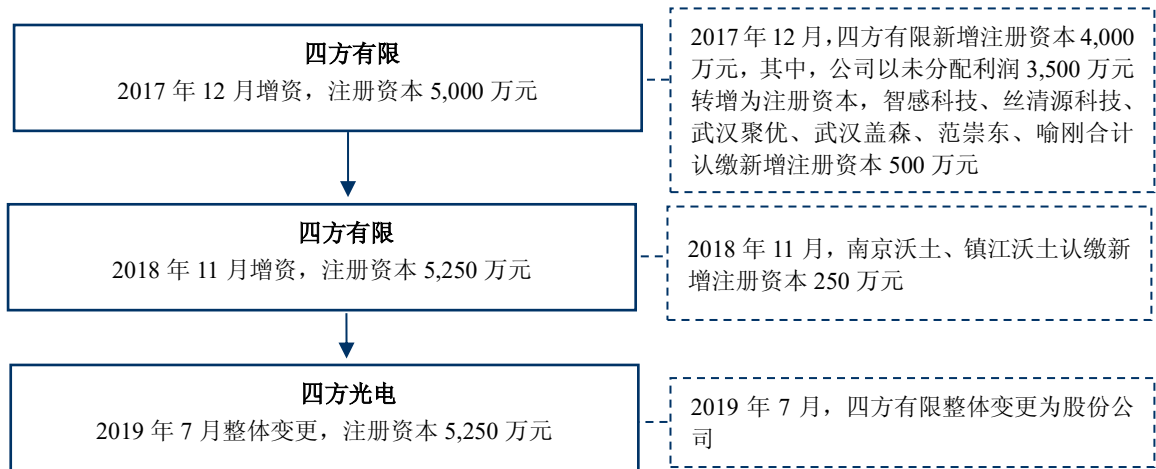 四方有限
2017 年 12 月增资，注册资本 5,000 万元
2017 年 12 月，四方有限新增注册资本 4,000
万元，其中，公司以未分配利润 3,500 万元
转增为注册资本，智感科技、丝清源科技、
武汉聚优、武汉盖森、范崇东、喻刚合计
认缴新增注册资本 500 万元
四方有限
2018 年 11 月增资，注册资本 5,250 万元
2018 年 11 月，南京沃土、镇江沃土认缴新
增注册资本 250 万元
四方光电
2019 年 7 月整体变更，注册资本 5,250 万元
2019 年 7 月，四方有限整体变更为股份公
司